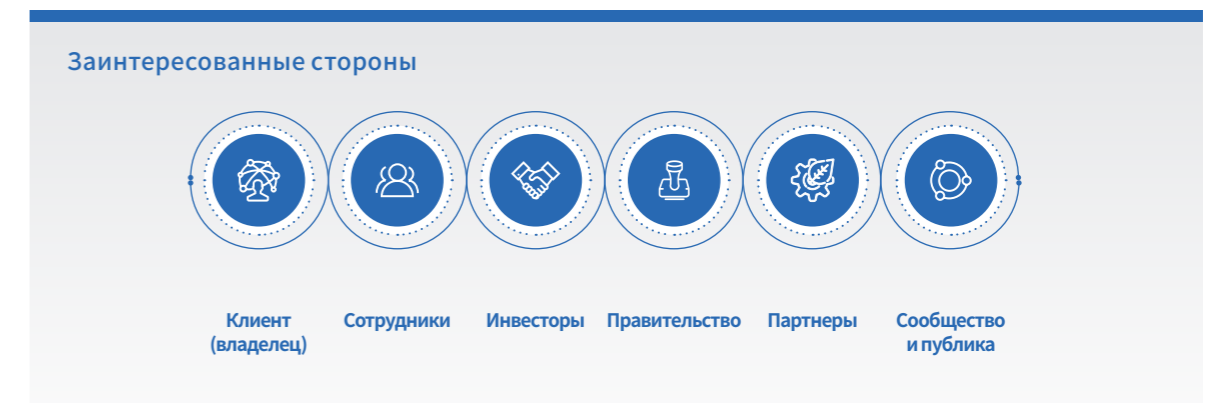 Заинтересованные стороны
Клиент
(владелец)
Сотрудники
Инвесторы
Правительство
Партнеры
Сообщество
и публика